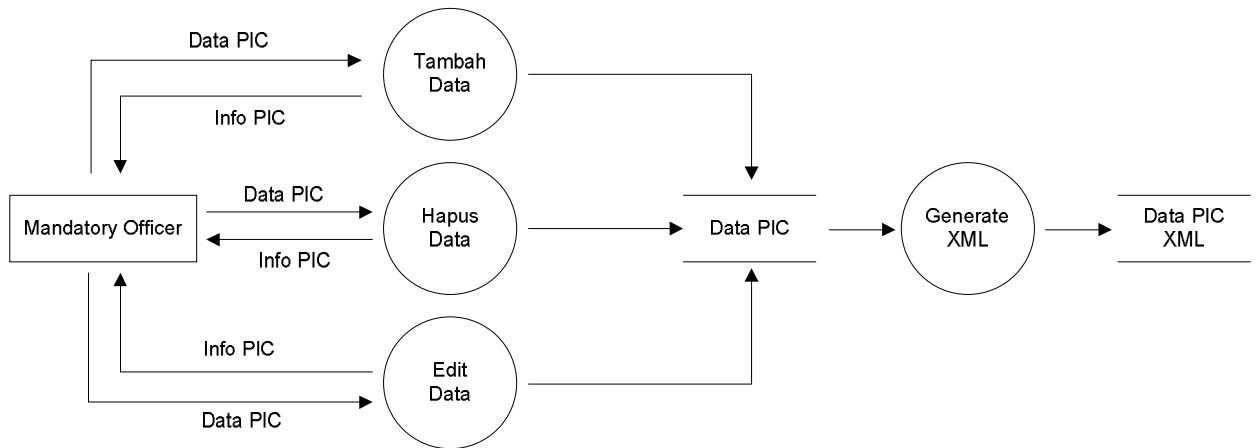 Data PIC
Tambah
Data
Info PIC
Data PIC
Hapus
Data
Mandatory Officer
Info PIC
Data PIC
Generate
XML
Data PIC
XML
Info PIC
Edit
Data
Data PIC